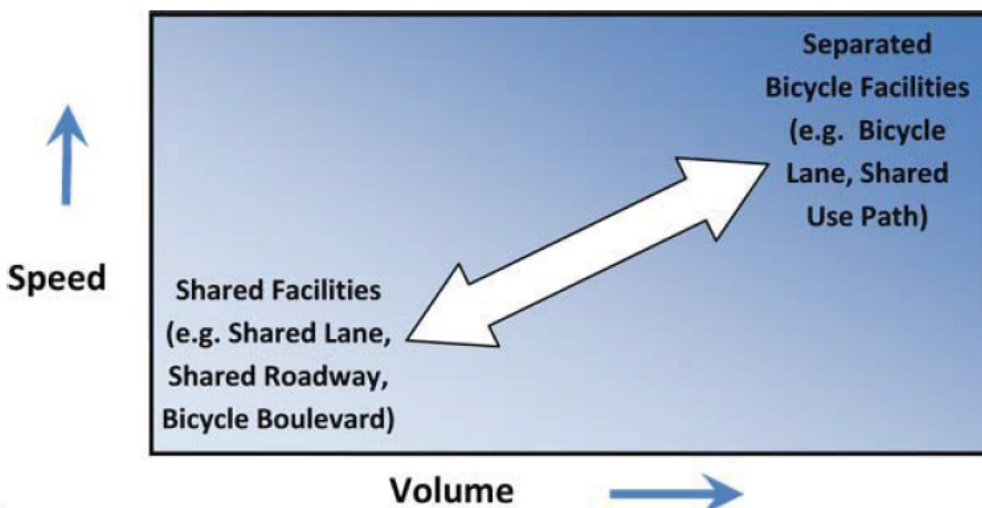 Separated
Bicycle Facilities
(e.g. Bicycle
Lane, Shared
Use Path)
Speed
Shared Facilities
(e.g. Shared Lane,
Shared Roadway,
Bicycle Boulevard)
Volume